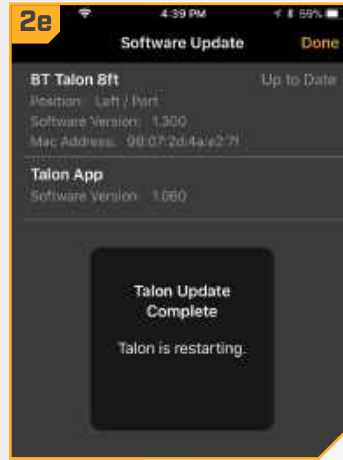 2e
4:39 PM 59%
Software Update Done
BT Talon 8ft Up to Date
Position: Left / Port
Software Version: 1.300
Mac Address: 98:07:2d:4a:e2:7f
Talon App
Software Version: 1.060
Talon Update
Complete
Talon is restarting.